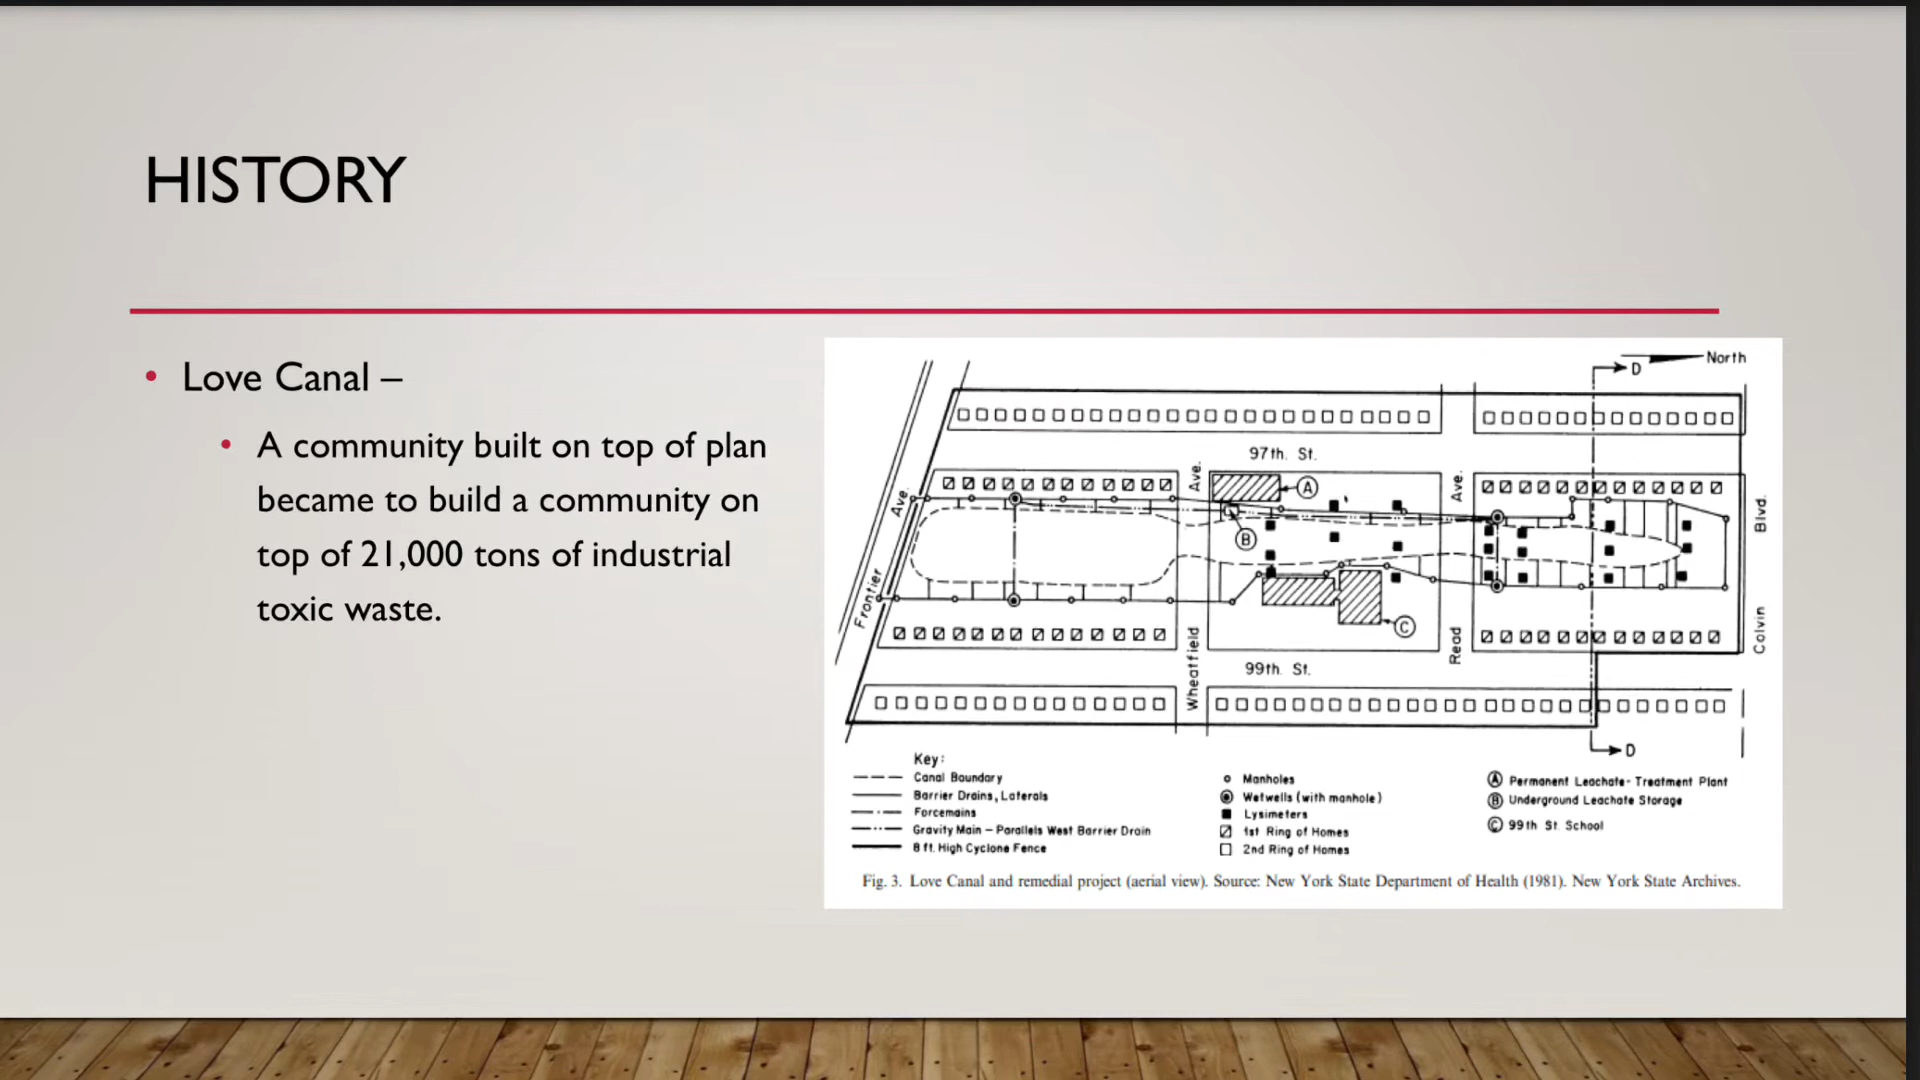 HISTORY
• Love Canal –
• A community built on top of plan
became to build a community on
top of 21,000 tons of industrial
toxic waste.
North
D
97th. St.
Ave.
Ave.
Ave.
A
B
Blvd.
Frontier
C
Wheatfield
Read
Colvin
99th St.
D
Key:
Canal Boundary
Barrier Drains, Laterals
Forcemains
Gravity Main – Parallels West Barrier Drain
8 ft. High Cyclone Fence
Manholes
Wetwells (with manhole)
Lysimeters
1st Ring of Homes
2nd Ring of Homes
A Permanent Leachate-Treatment Plant
B Underground Leachate Storage
C 99th St. School
Fig. 3. Love Canal and remedial project (aerial view). Source: New York State Department of Health (1981). New York State Archives.